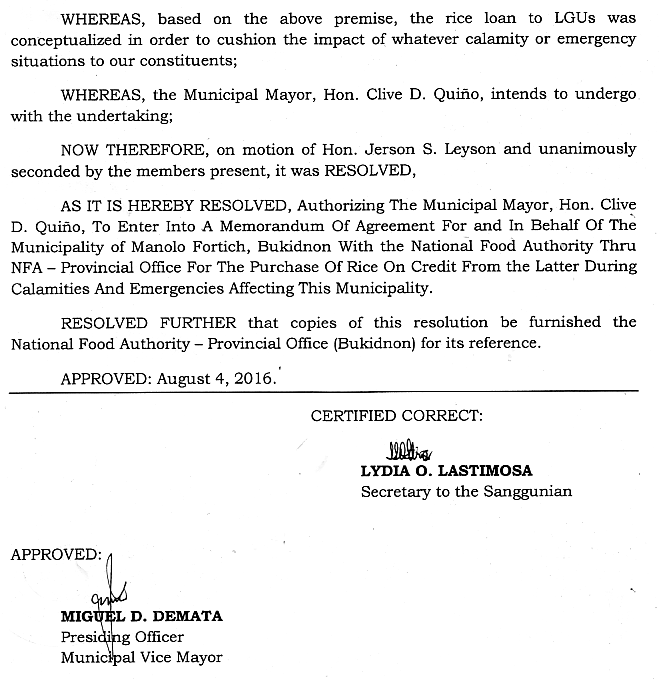 WHEREAS, based on the above premise, the rice loan to LGUs was
conceptualized in order to cushion the impact of whatever calamity or emergency
situations to our constituents;
WHEREAS, the Municipal Mayor, Hon. Clive D. Quiño, intends to undergo
with the undertaking;
NOW THEREFORE, on motion of Hon. Jerson S. Leyson and unanimously
seconded by the members present, it was RESOLVED,
AS IT IS HEREBY RESOLVED, Authorizing The Municipal Mayor, Hon. Clive
D. Quiño, To Enter Into A Memorandum Of Agreement For and In Behalf Of The
Municipality of Manolo Fortich, Bukidnon With the National Food Authority Thru
NFA – Provincial Office For The Purchase Of Rice On Credit From the Latter During
Calamities And Emergencies Affecting This Municipality.
RESOLVED FURTHER that copies of this resolution be furnished the
National Food Authority – Provincial Office (Bukidnon) for its reference.
APPROVED: August 4, 2016.
CERTIFIED CORRECT:
LYDIA O. LASTIMOSA
Secretary to the Sanggunian
APPROVED:
MIGUEL D. DEMATA
Presiding Officer
Municipal Vice Mayor